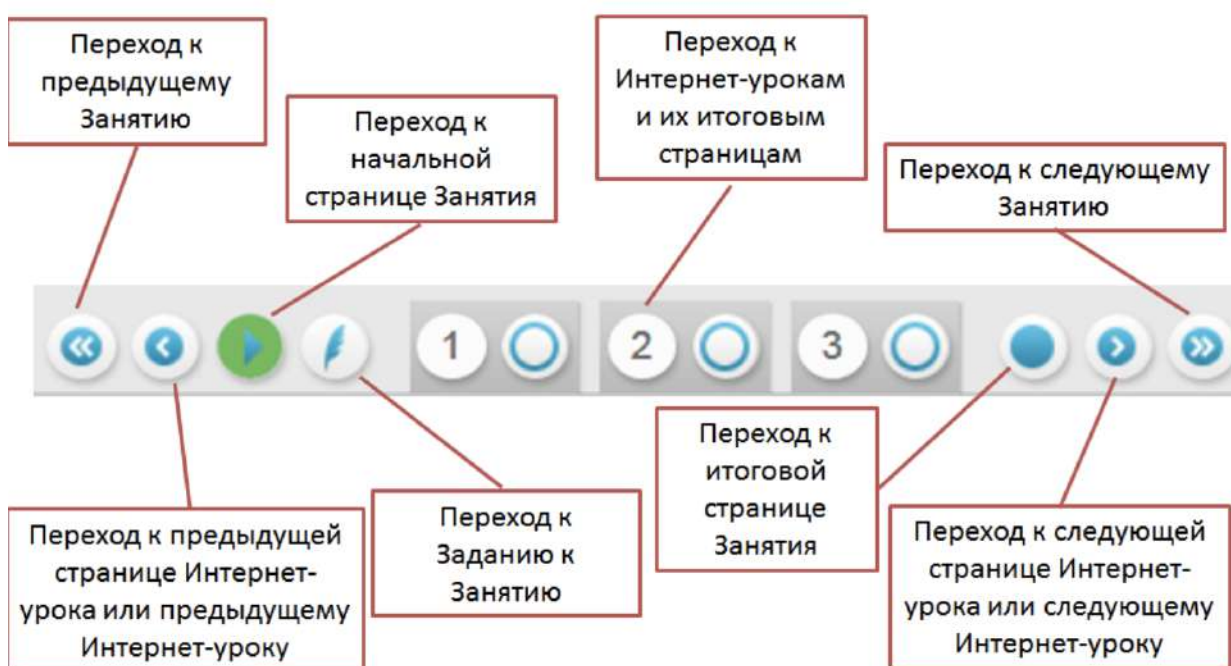 Переход к
предыдущему
Занятию
Переход к
начальной
странице Занятия
Переход к
Интернет-урокам
и их итоговым
страницам
Переход к следующему
Занятию
1
2
3
Переход к предыдущей
странице Интернет-
урока или предыдущему
Интернет-уроку
Переход к
Заданию к
Занятию
Переход к
итоговой
странице
Занятия
Переход к следующей
странице Интернет-
урока или следующему
Интернет-уроку